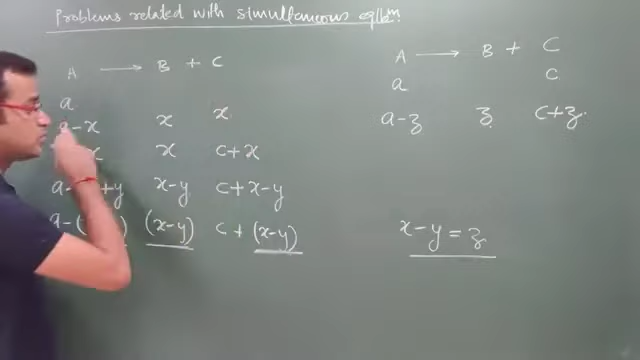 Problems related with simultaneous eqlbm
A → B + C
a
a-x x x
x x c+x
a- +y x-y c+x-y
a-( ) (x-y) c + (x-y)
A → B + C
a c
a-z z c+z
x-y = z